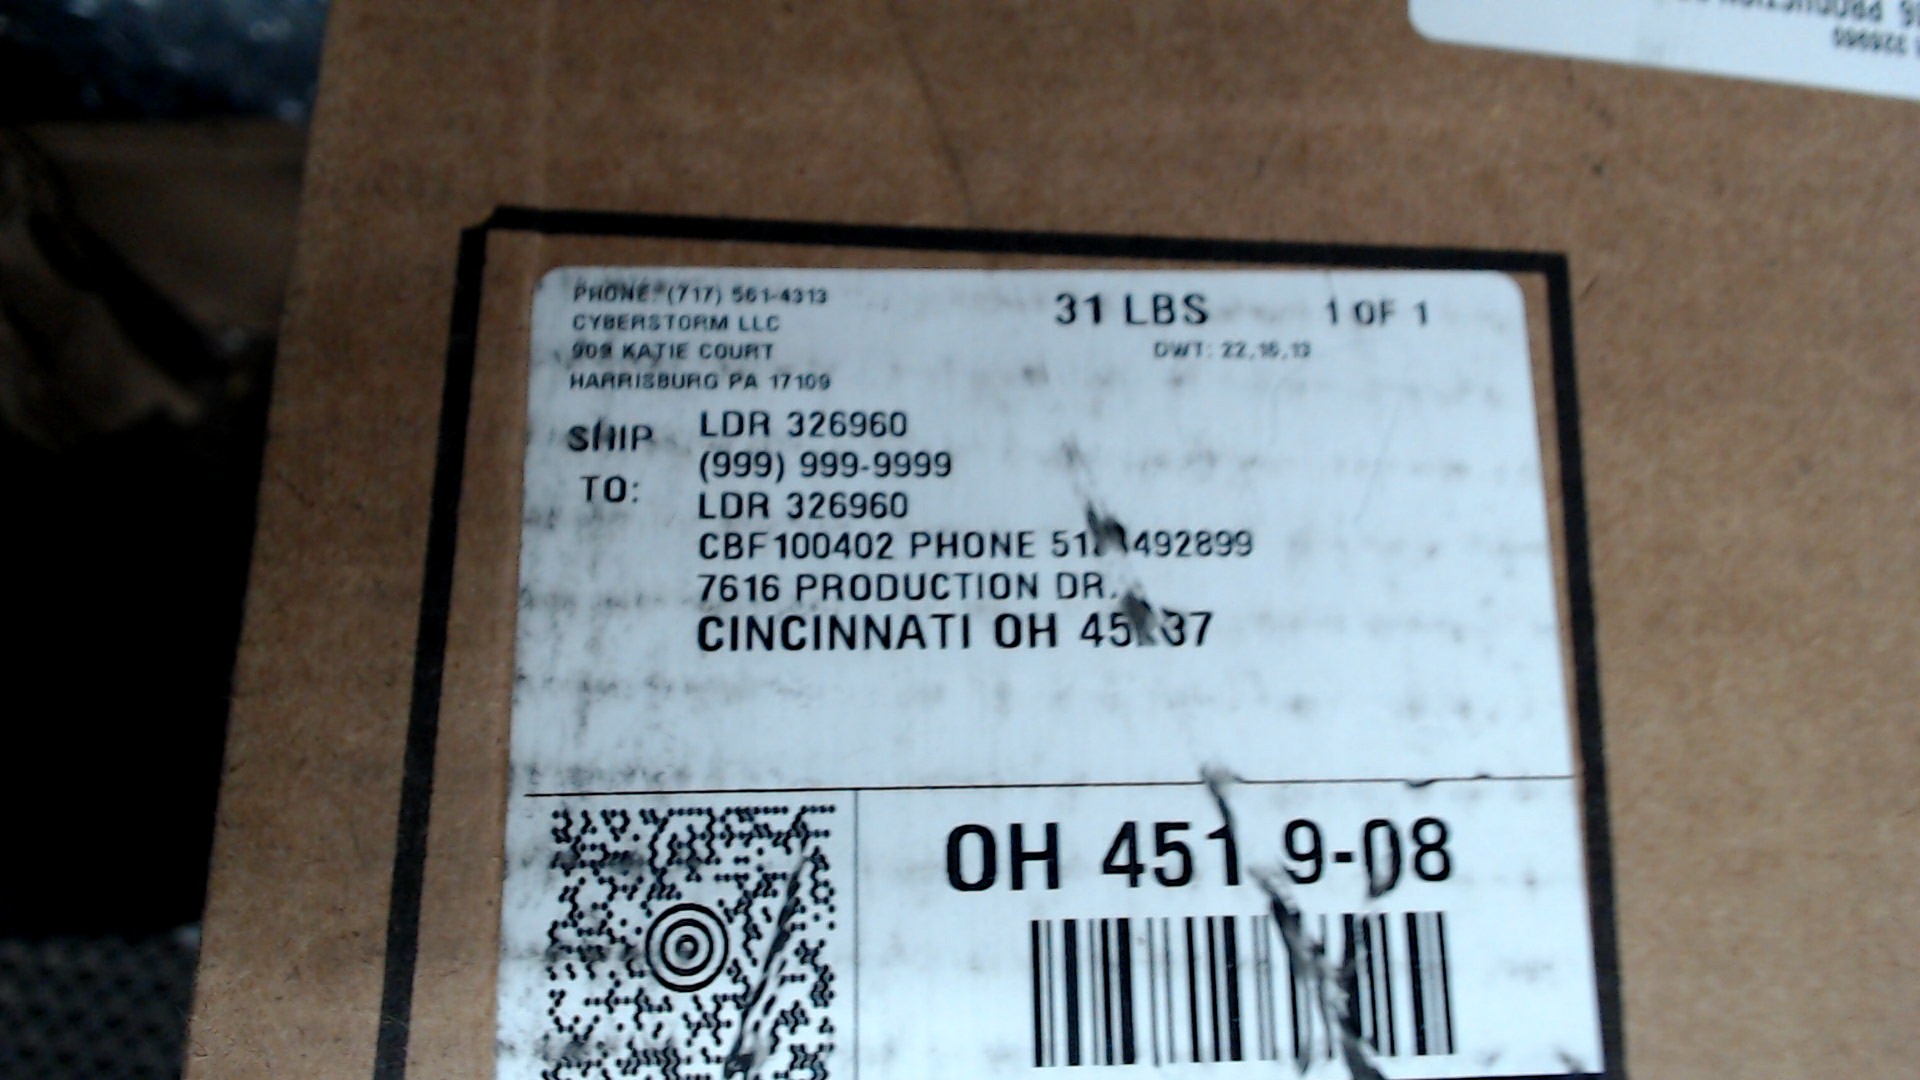 PHONE: (717) 561-4313
CYBERSTORM LLC
909 KATIE COURT
HARRISBURG PA 17109
31 LBS 1 OF 1
DWT: 22,16,13
SHIP TO:
LDR 326960
(999) 999-9999
LDR 326960
CBF100402 PHONE
7616 PRODUCTION DR.
CINCINNATI OH
OH 451 9-08
PRODUCTION
326960